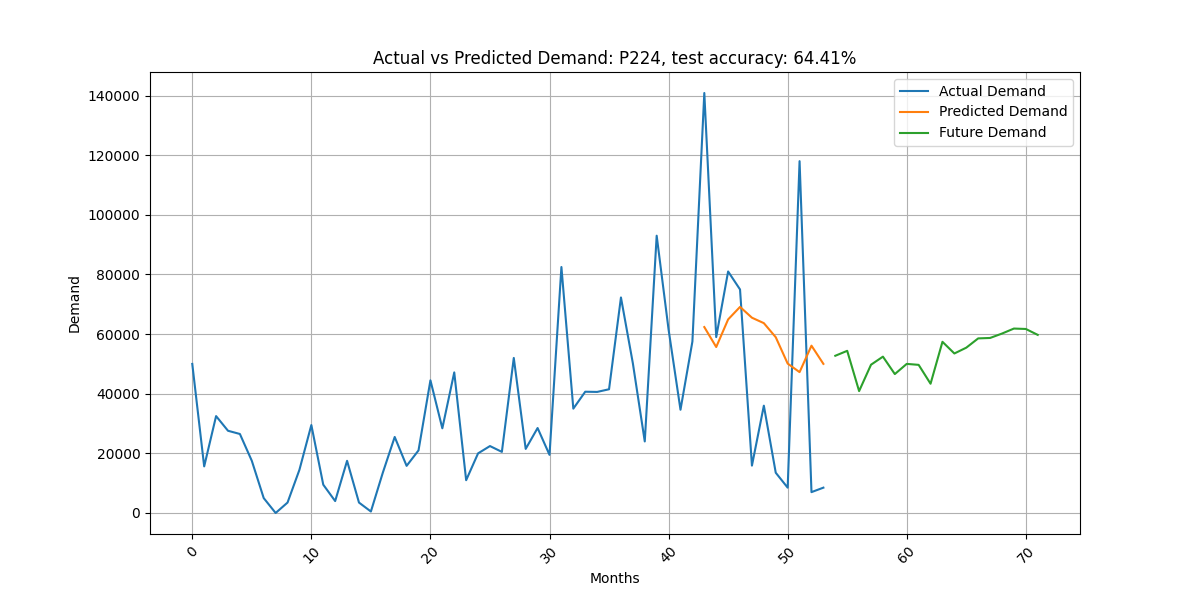 Actual vs Predicted Demand: P224, test accuracy: 64.41%
Actual Demand
Predicted Demand
Future Demand
140000
120000
100000
80000
60000
40000
20000
0
Demand
0 10 20 30 40 50 60 70
Months